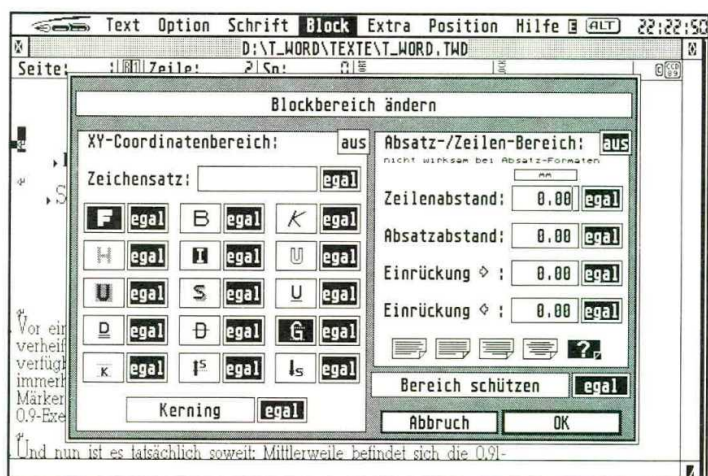 Text Option Schrift Block Extra Position Hilfe ALT 22:22:50
D:\T_WORD\TEXTE\T_WORD.TWD
Seite: Zeile: Sp:
Blockbereich ändern
XY-Coordinatenbereich: aus
Absatz-/Zeilen-Bereich: aus
nicht wirksam bei Absatz-Formaten
mm
Zeichensatz: egal
Zeilenabstand: 0.00 egal
F egal B egal K egal
Absatzabstand: 0.00 egal
H egal I egal U egal
Einrückung ⇨ : 0.00 egal
U egal S egal U egal
Einrückung ⇦ : 0.00 egal
D egal D egal G egal
?
K egal S egal S egal
Bereich schützen egal
Kerning egal
Abbruch OK
Vor ein
verheif
verfügt
immerh
Märker
0.9-Exe
Und nun ist es tatsächlich soweit: Mittlerweile befindet sich die 0.91-